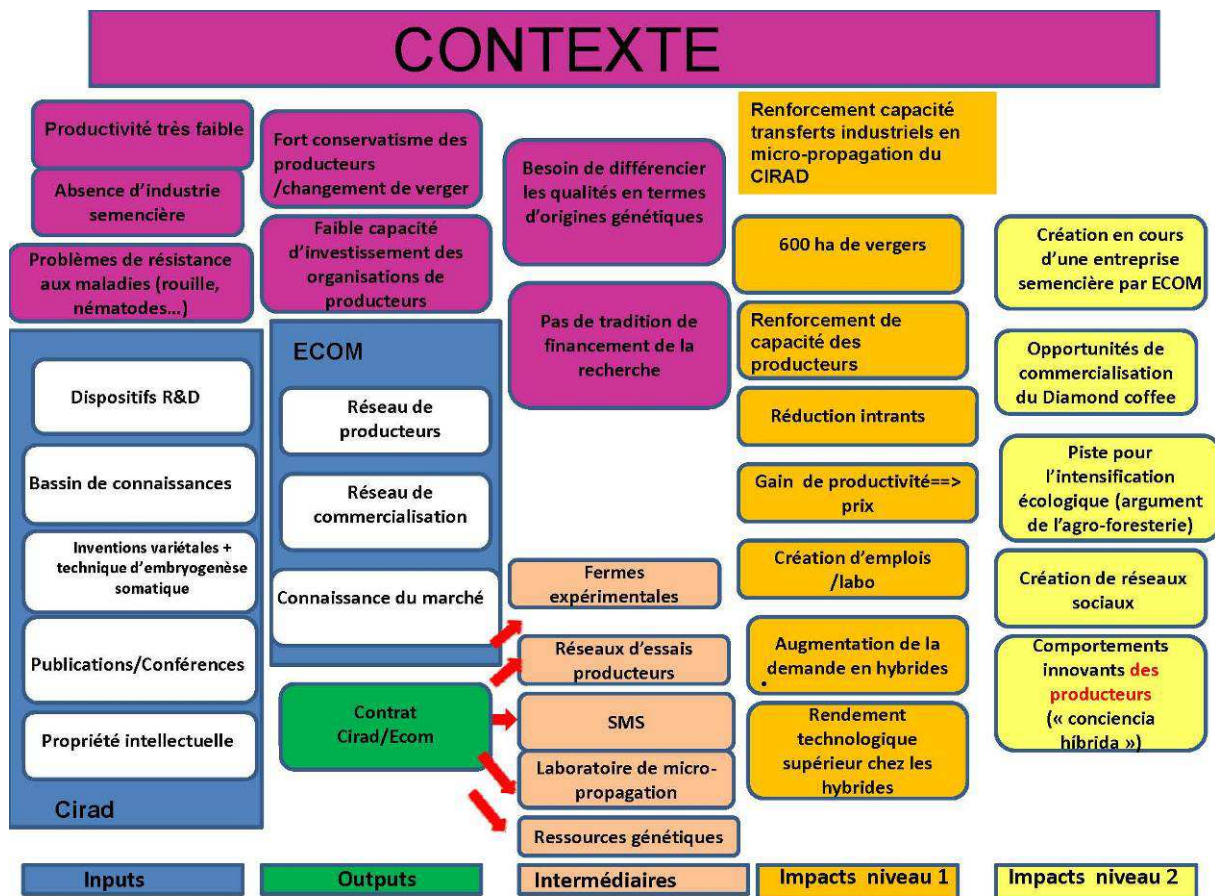 CONTEXTE
Productivité très faible
Absence d'industrie
semencière
Problèmes de résistance
aux maladies (rouille,
nématodes...)
Fort conservatisme des
producteurs
/changement de verger
Faible capacité
d'investissement des
organisations de
producteurs
Besoin de différencier
les qualités en termes
d'origines génétiques
Pas de tradition de
financement de la
recherche
Renforcement capacité
transferts industriels en
micro-propagation du
CIRAD
Dispositifs R&D
Bassin de connaissances
Inventions variétales +
technique d'embryogenèse
somatique
Publications/Conférences
Propriété intellectuelle
Cirad
ECOM
Réseau de
producteurs
Réseau de
commercialisation
Connaissance du marché
Contrat
Cirad/Ecom
Fermes
expérimentales
Réseaux d'essais
producteurs
SMS
Laboratoire de micro-
propagation
Ressources génétiques
600 ha de vergers
Renforcement de
capacité des
producteurs
Réduction intrants
Gain de productivité==>
prix
Création d'emplois
/labo
Augmentation de la
demande en hybrides
Rendement
technologique
supérieur chez les
hybrides
Création en cours
d'une entreprise
semencière par ECOM
Opportunités de
commercialisation
du Diamond coffee
Piste pour
l'intensification
écologique (argument
de l'agro-foresterie)
Création de réseaux
sociaux
Comportements
innovants des
producteurs
(« conciencia
híbrida »)
Inputs
Outputs
Intermédiaires
Impacts niveau 1
Impacts niveau 2